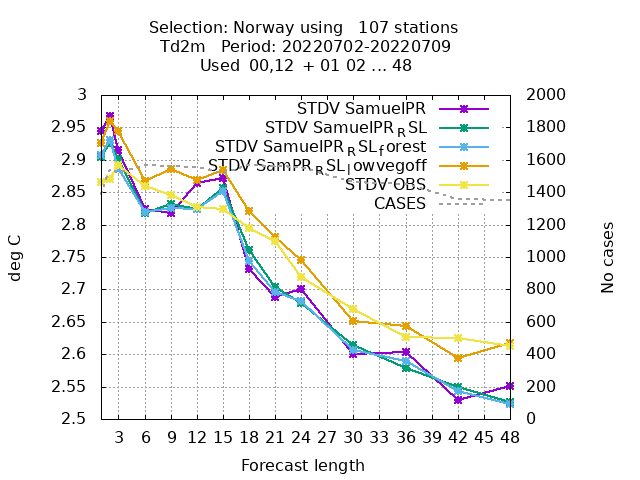 Selection: Norway using 107 stations
Td2m Period: 20220702-20220709
Used 00,12 + 01 02 ... 48
STDV SamuelPR
STDV SamuelPR_RSL
STDV SamuelPR_RSL_forest
STDV SamPR_RSL_lowvegoff
STDV OBS
CASES
3
2.95
2.9
2.85
2.8
2.75
2.7
2.65
2.6
2.55
2.5
2000
1800
1600
1400
1200
1000
800
600
400
200
0
deg C
No cases
3 6 9 12 15 18 21 24 27 30 33 36 39 42 45 48
Forecast length